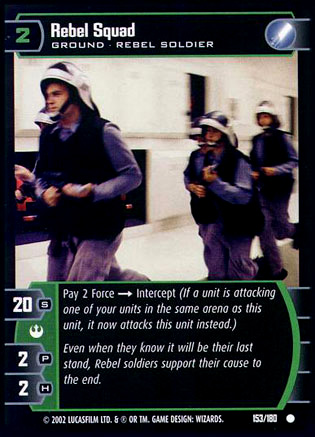 2
Rebel Squad
GROUND · REBEL SOLDIER
20 S
Pay 2 Force → Intercept (If a unit is attacking
one of your units in the same arena as this
unit, it now attacks this unit instead.)
2 P
2 H
Even when they know it will be their last
stand, Rebel soldiers support their cause to
the end.
© 2002 LUCASFILM LTD. & ® OR TM. GAME DESIGN: WIZARDS.
153/180